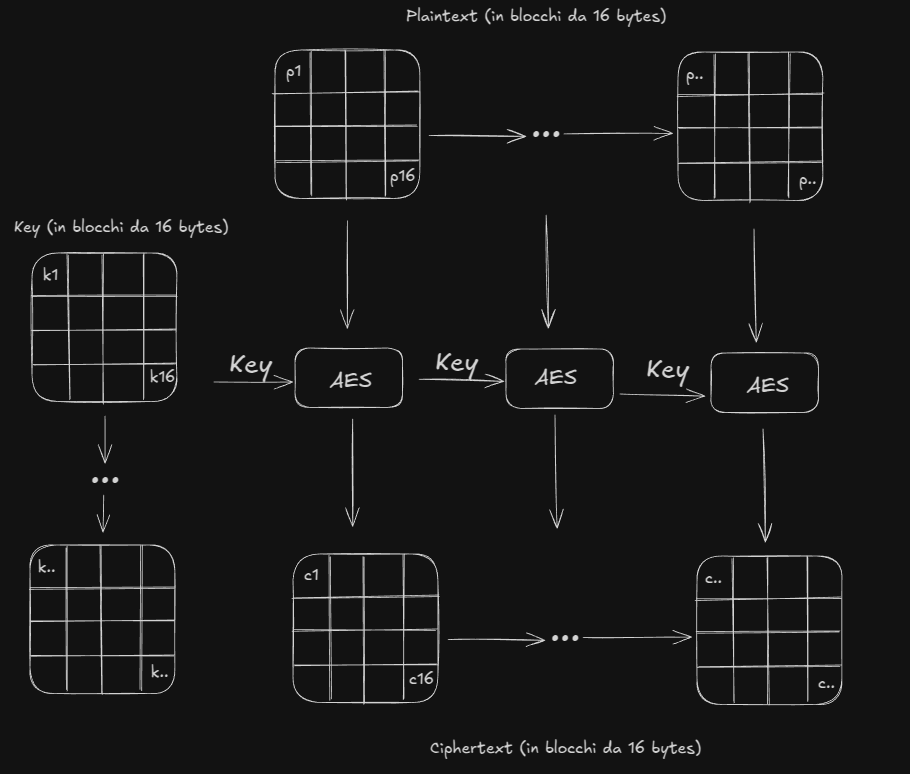 Plaintext (in blocchi da 16 bytes)
p1
p16
p..
p..
Key (in blocchi da 16 bytes)
k1
k16
...
k..
k..
...
Key
AES
Key
AES
Key
AES
c1
c16
...
c..
c..
Ciphertext (in blocchi da 16 bytes)